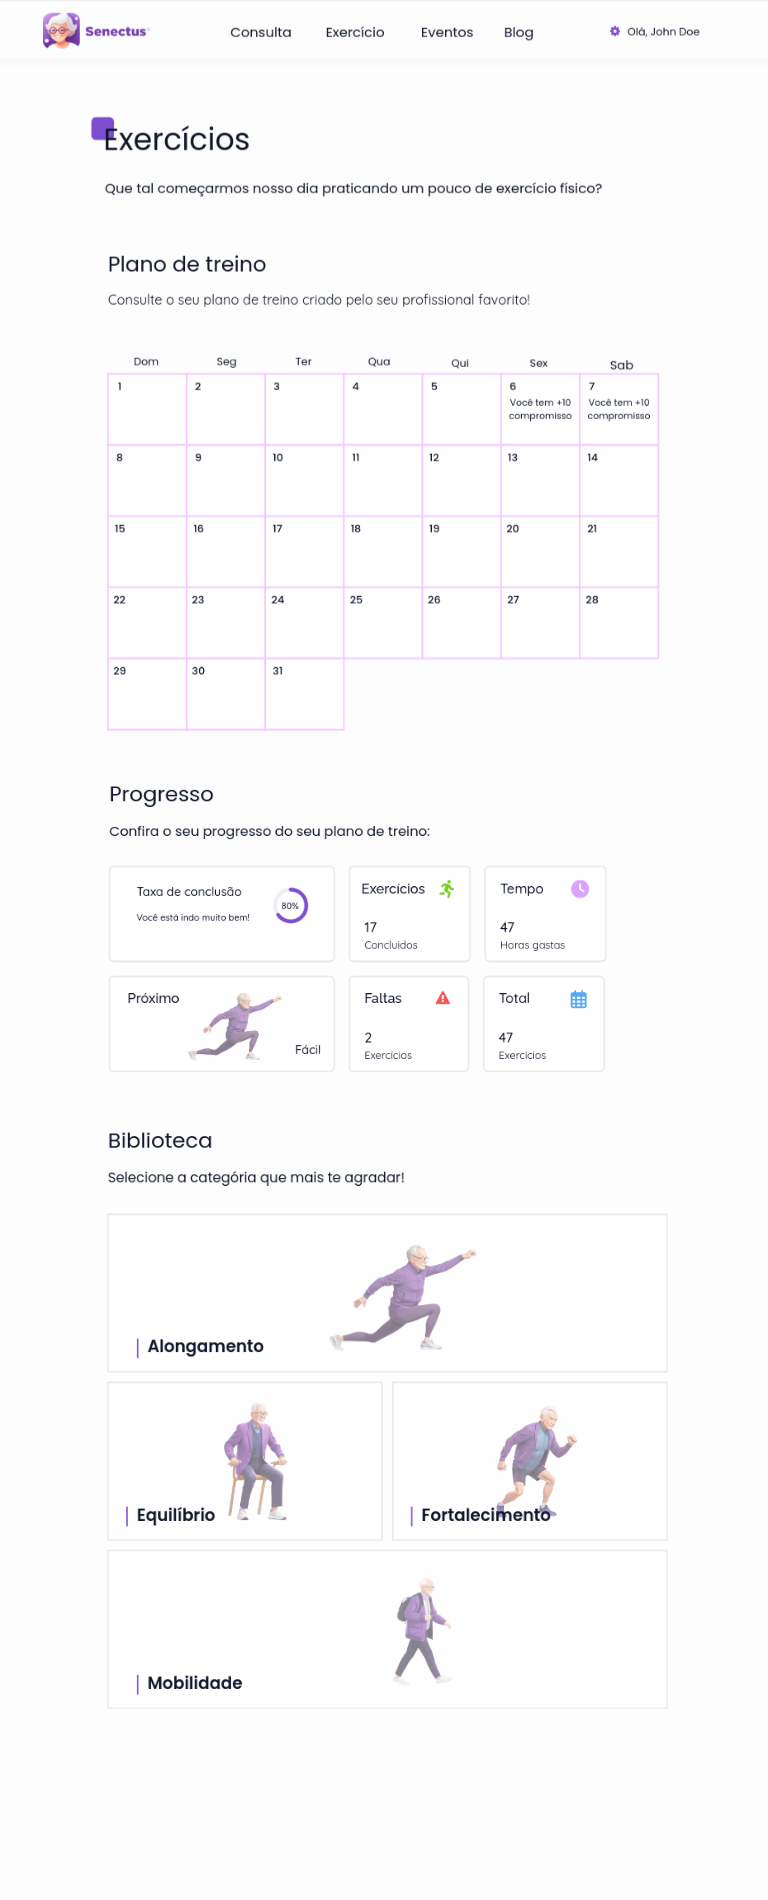 Senectus
Consulta Exercício Eventos Blog
Olá, John Doe
Exercícios
Que tal começarmos nosso dia praticando um pouco de exercício físico?
Plano de treino
Consulte o seu plano de treino criado pelo seu profissional favorito!
Dom Seg Ter Qua Qui Sex Sab
1 2 3 4 5 6 7
Você tem +10 Você tem +10
compromisso compromisso
8 9 10 11 12 13 14
15 16 17 18 19 20 21
22 23 24 25 26 27 28
29 30 31
Progresso
Confira o seu progresso do seu plano de treino:
Taxa de conclusão
Você está indo muito bem!
80%
Exercícios
17
Concluidos
Tempo
47
Horas gastas
Próximo
Fácil
Faltas
2
Exercícios
Total
47
Exercícios
Biblioteca
Selecione a categória que mais te agradar!
Alongamento
Equilíbrio
Fortalecimento
Mobilidade